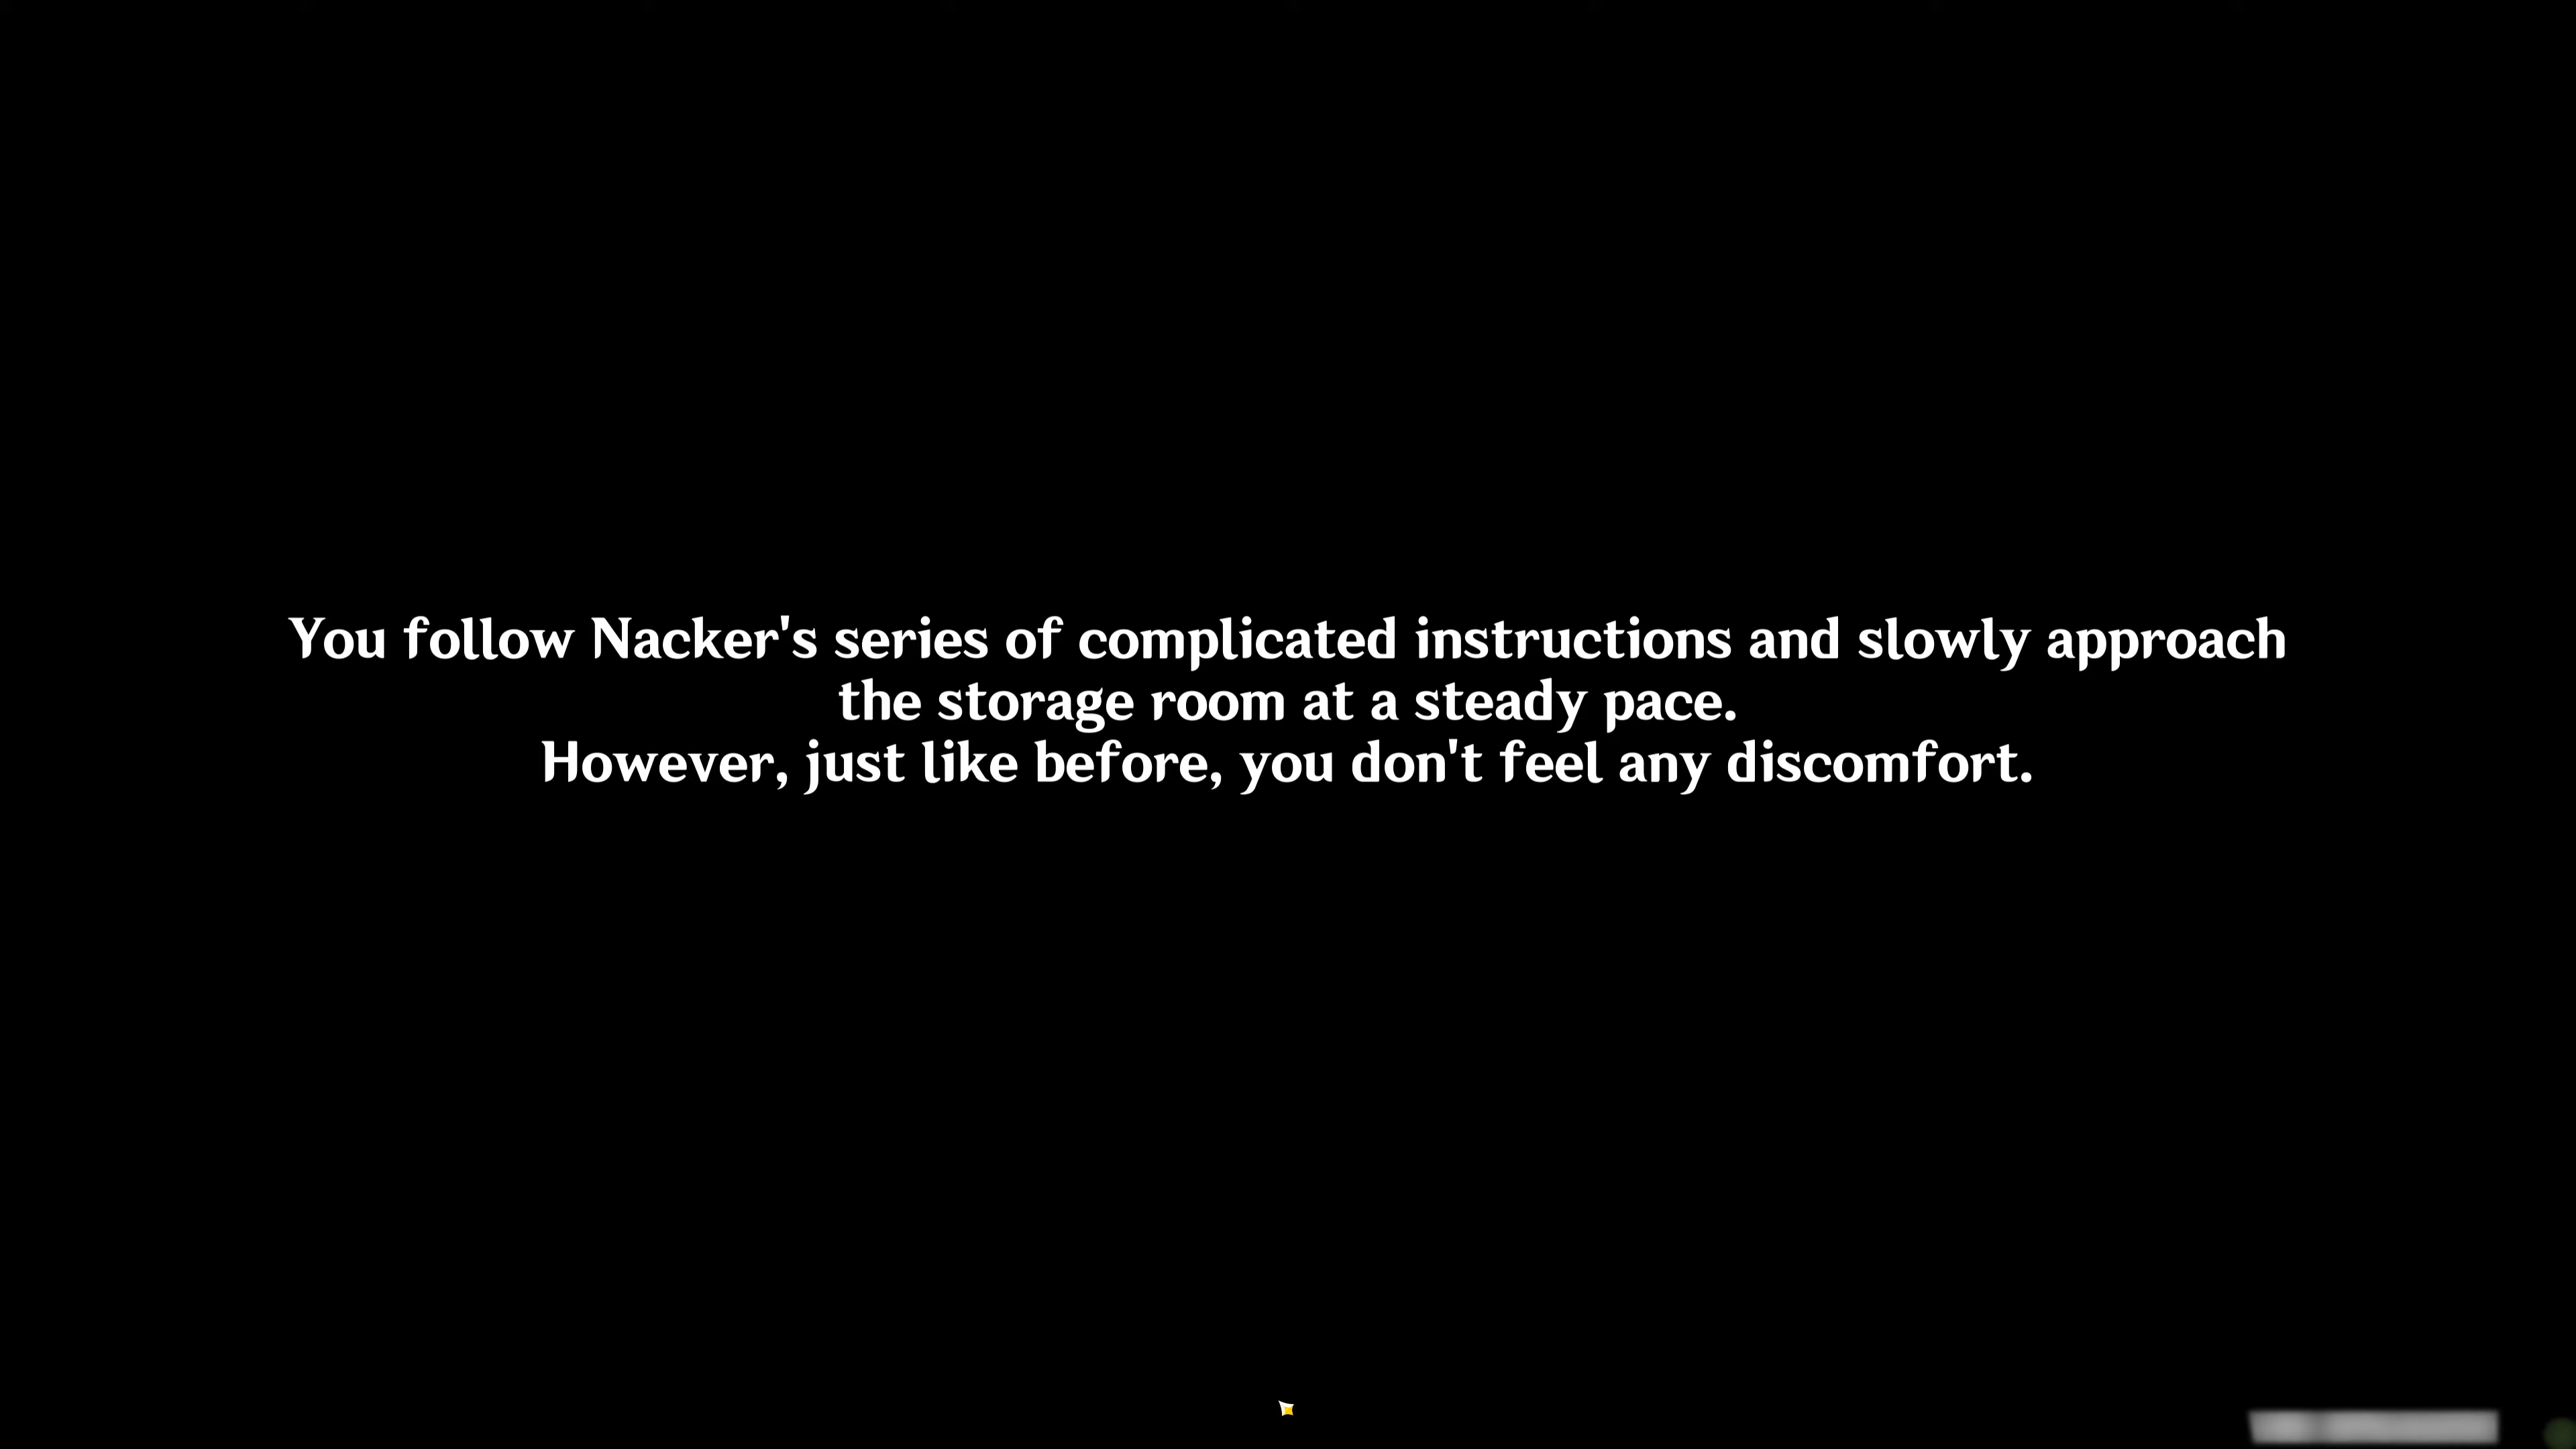 You follow Nacker's series of complicated instructions and slowly approach
the storage room at a steady pace.
However, just like before, you don't feel any discomfort.